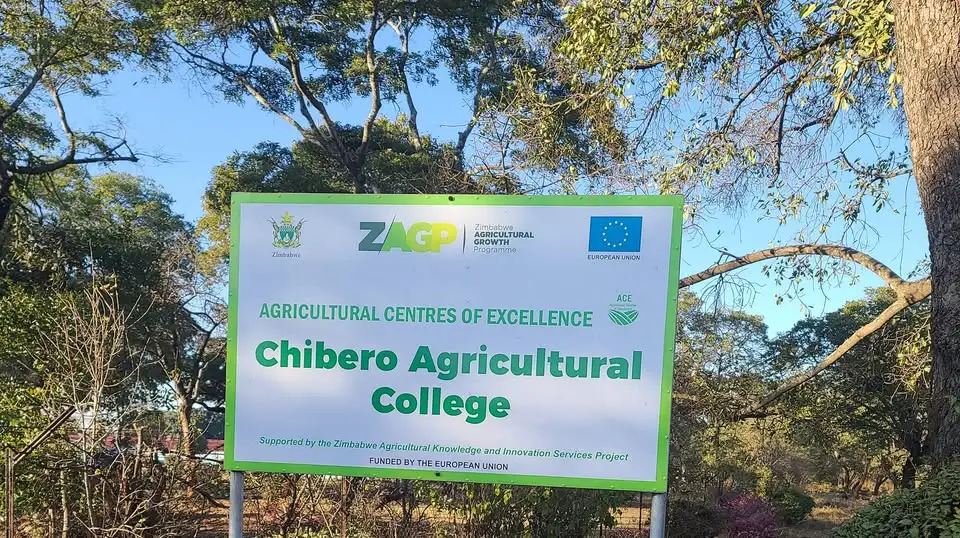 Zimbabwe
ZAGP
Zimbabwe
AGRICULTURAL
GROWTH
Programme
EUROPEAN UNION
AGRICULTURAL CENTRES OF EXCELLENCE
ACE
Chibero Agricultural
College
Supported by the Zimbabwe Agricultural Knowledge and Innovation Services Project
FUNDED BY THE EUROPEAN UNION